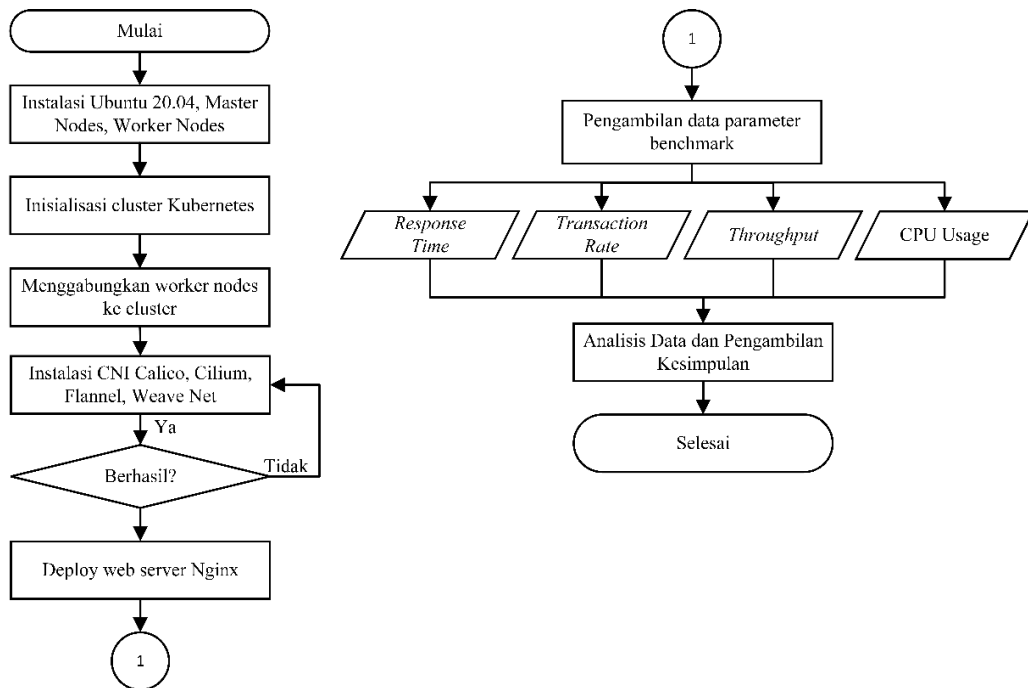 Mulai
Instalasi Ubuntu 20.04, Master
Nodes, Worker Nodes
Inisialisasi cluster Kubernetes
Menggabungkan worker nodes
ke cluster
Instalasi CNI Calico, Cilium,
Flannel, Weave Net
Ya
Berhasil?
Tidak
Deploy web server Nginx
1
1
Pengambilan data parameter
benchmark
Response
Time
Transaction
Rate
Throughput
CPU Usage
Analisis Data dan Pengambilan
Kesimpulan
Selesai